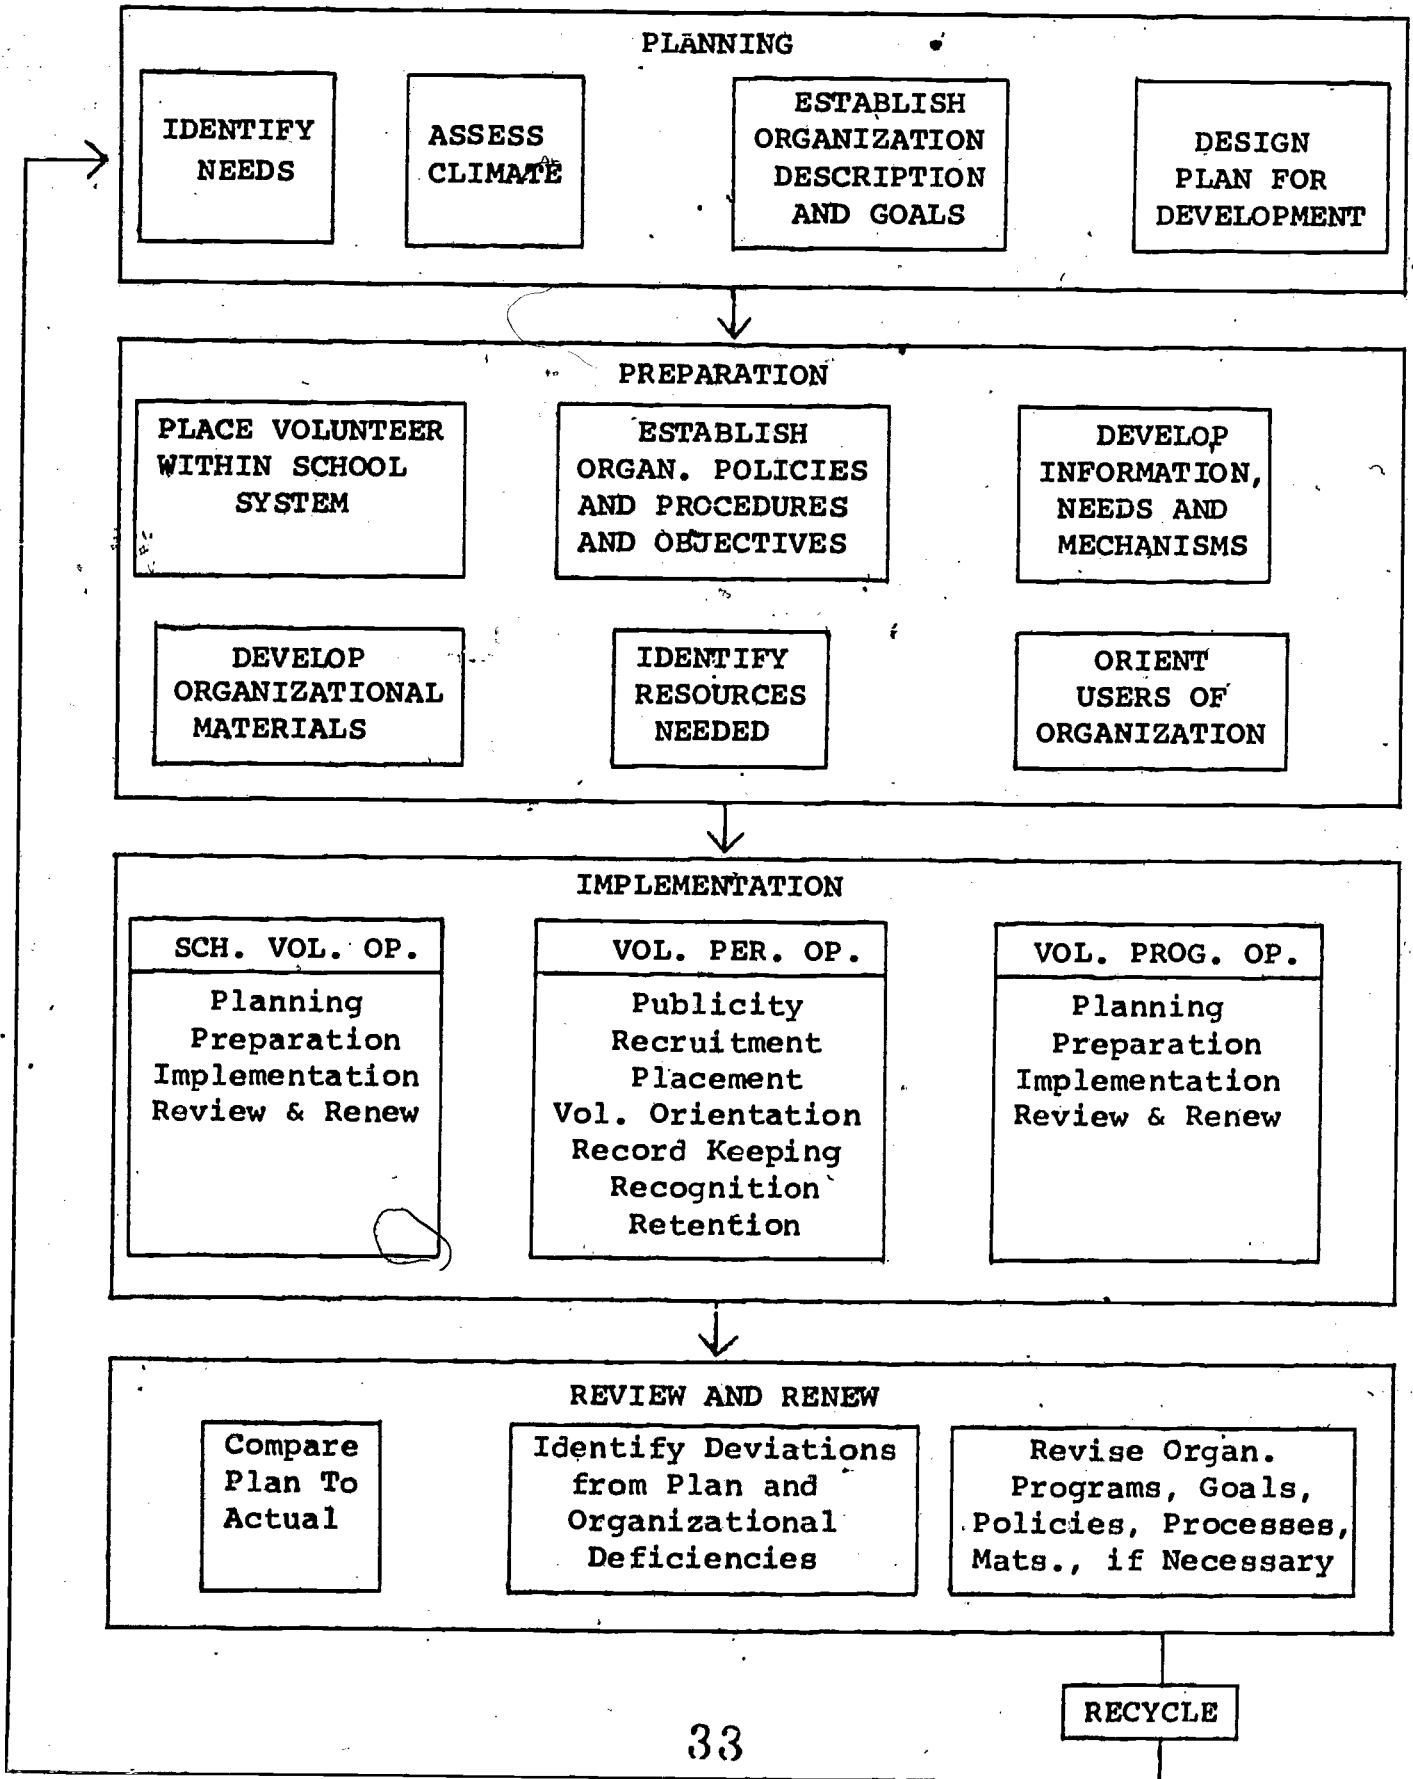 PLANNING
IDENTIFY
NEEDS
ASSESS
CLIMATE
ESTABLISH
ORGANIZATION
DESCRIPTION
AND GOALS
DESIGN
PLAN FOR
DEVELOPMENT
PREPARATION
PLACE VOLUNTEER
WITHIN SCHOOL
SYSTEM
ESTABLISH
ORGAN. POLICIES
AND PROCEDURES
AND OBJECTIVES
DEVELOP
INFORMATION,
NEEDS AND
MECHANISMS
DEVELOP
ORGANIZATIONAL
MATERIALS
IDENTIFY
RESOURCES
NEEDED
ORIENT
USERS OF
ORGANIZATION
IMPLEMENTATION
SCH. VOL. OP.
Planning
Preparation
Implementation
Review & Renew
VOL. PER. OP.
Publicity
Recruitment
Placement
Vol. Orientation
Record Keeping
Recognition
Retention
VOL. PROG. OP.
Planning
Preparation
Implementation
Review & Renew
REVIEW AND RENEW
Compare
Plan To
Actual
Identify Deviations
from Plan and
Organizational
Deficiencies
Revise Organ.
Programs, Goals,
Policies, Processes,
Mats., if Necessary
RECYCLE
33